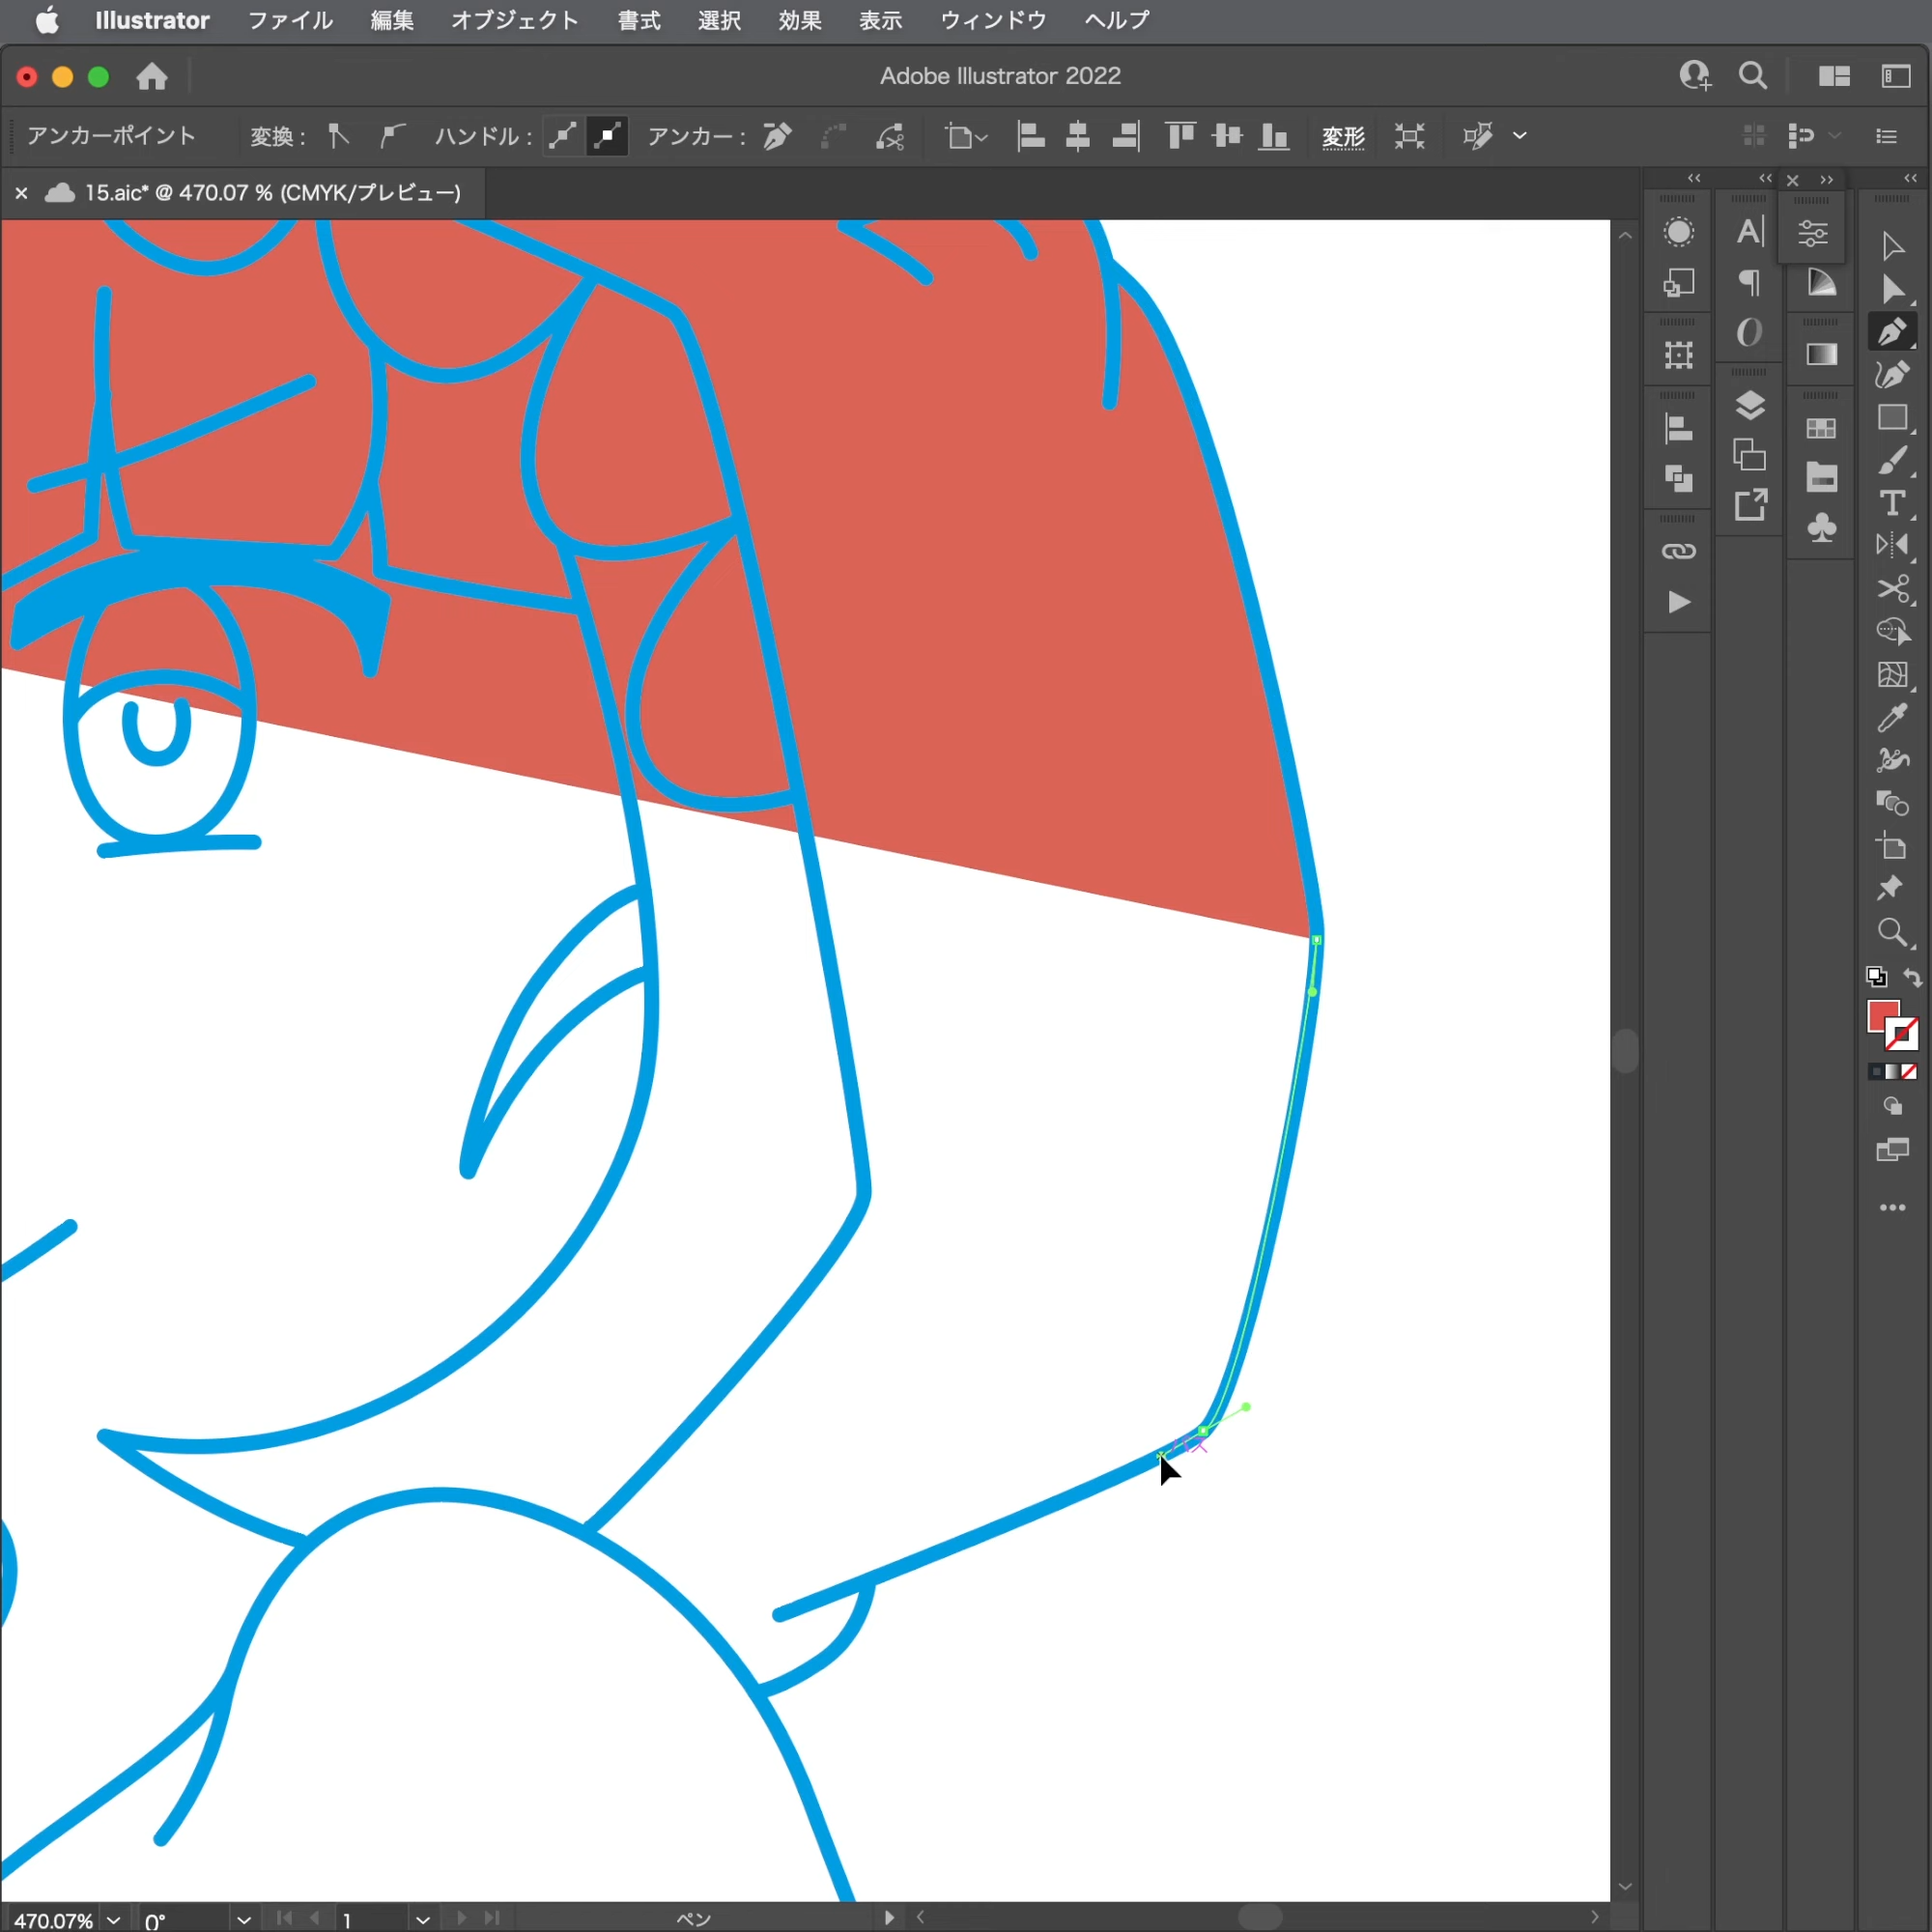 Illustrator ファイル 編集 オブジェクト 書式 選択 効果 表示 ウィンドウ ヘルプ
Adobe Illustrator 2022
アンカーポイント 変換： ハンドル： アンカー： 変形
× 15.aic* @ 470.07 % (CMYK/プレビュー)
470.07% 0° 1 ペン